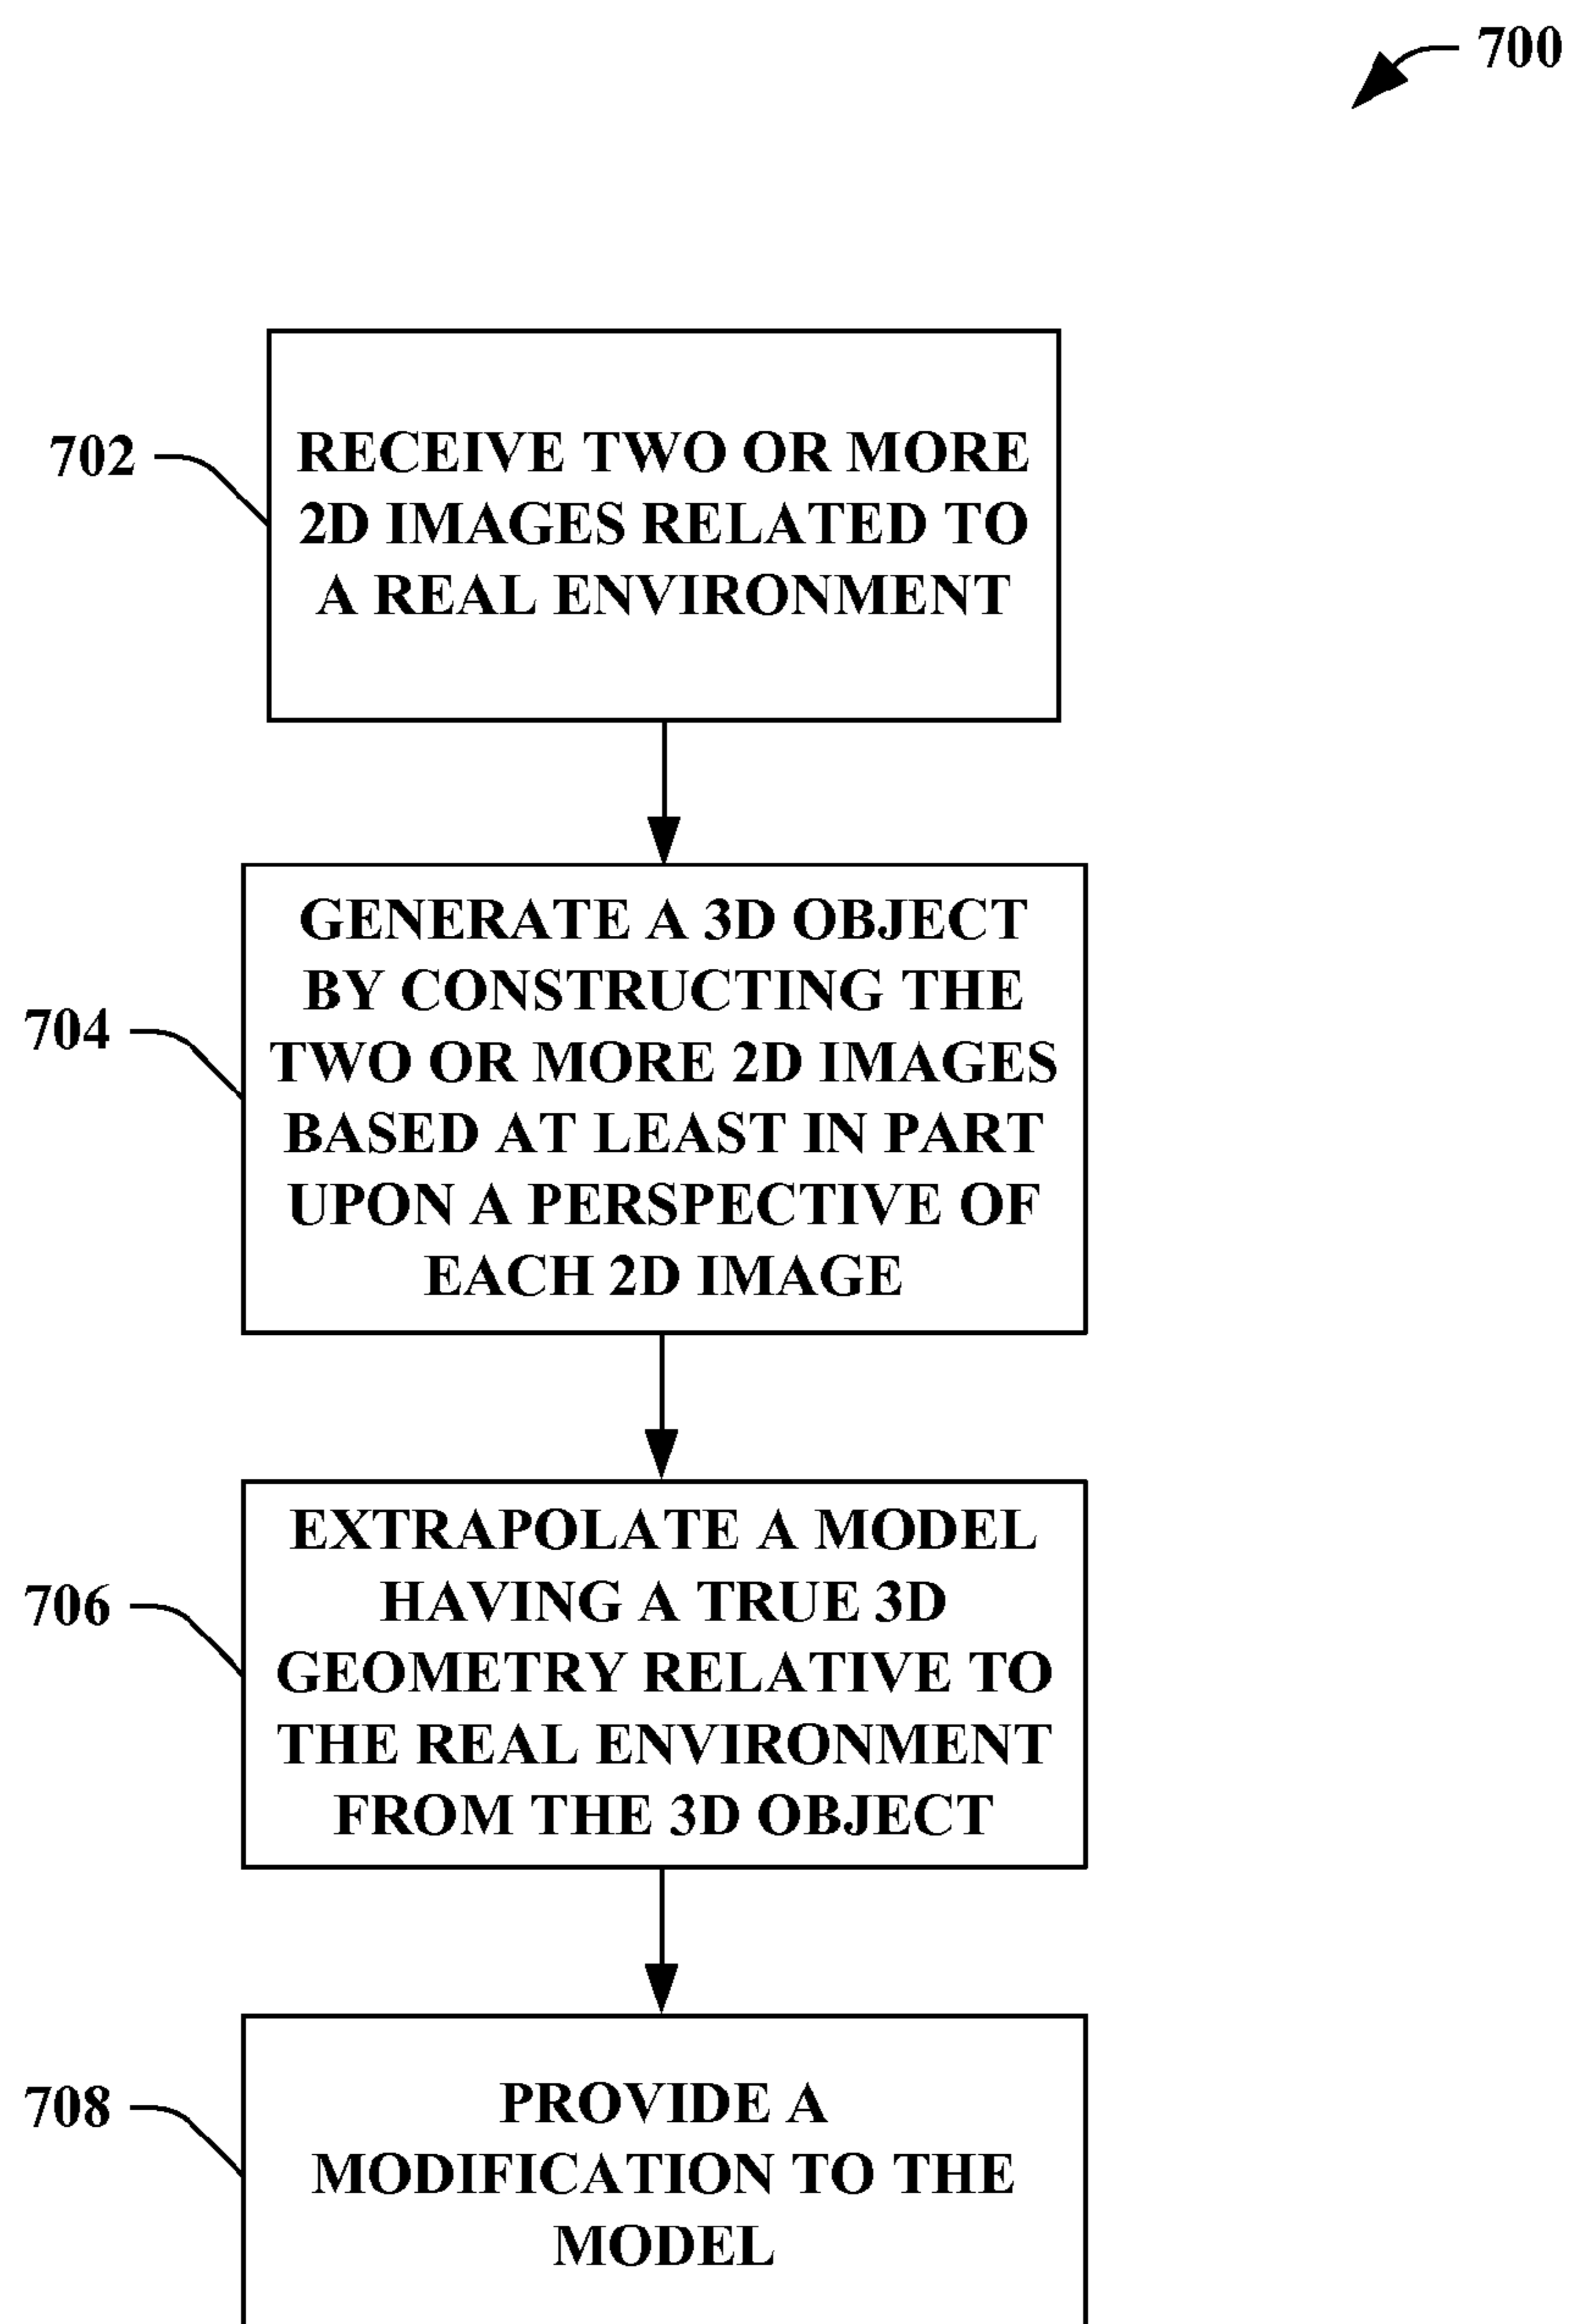 700
702
RECEIVE TWO OR MORE
2D IMAGES RELATED TO
A REAL ENVIRONMENT
704
GENERATE A 3D OBJECT
BY CONSTRUCTING THE
TWO OR MORE 2D IMAGES
BASED AT LEAST IN PART
UPON A PERSPECTIVE OF
EACH 2D IMAGE
706
EXTRAPOLATE A MODEL
HAVING A TRUE 3D
GEOMETRY RELATIVE TO
THE REAL ENVIRONMENT
FROM THE 3D OBJECT
708
PROVIDE A
MODIFICATION TO THE
MODEL